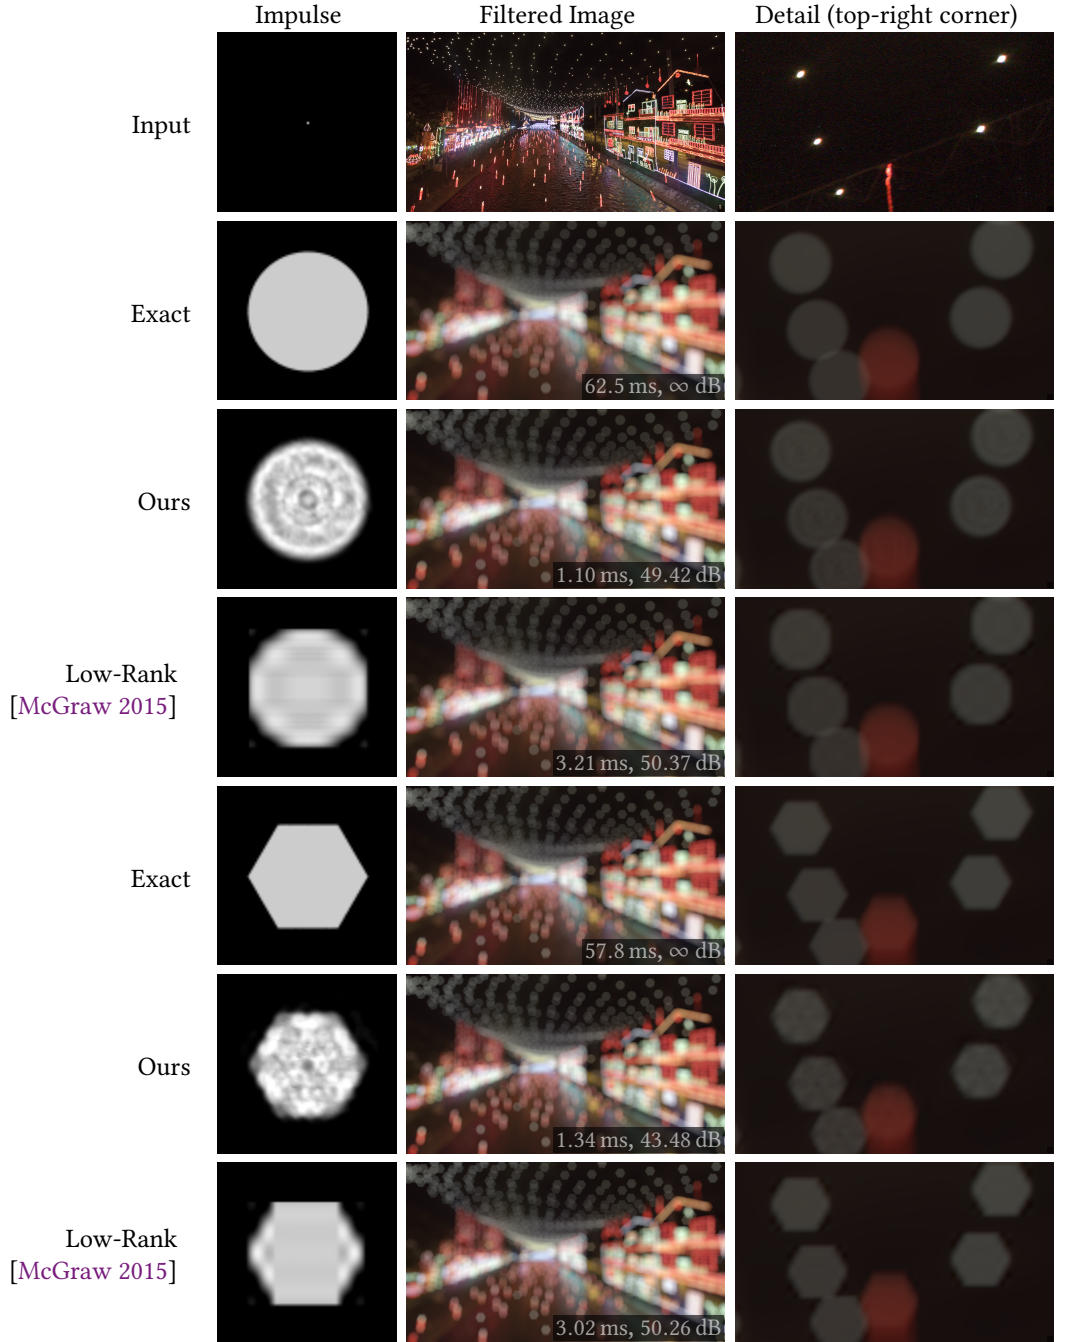 Impulse
Filtered Image
Detail (top-right corner)
Input
Exact
62.5 ms, ∞ dB
Ours
1.10 ms, 49.42 dB
Low-Rank
[McGraw 2015]
3.21 ms, 50.37 dB
Exact
57.8 ms, ∞ dB
Ours
1.34 ms, 43.48 dB
Low-Rank
[McGraw 2015]
3.02 ms, 50.26 dB